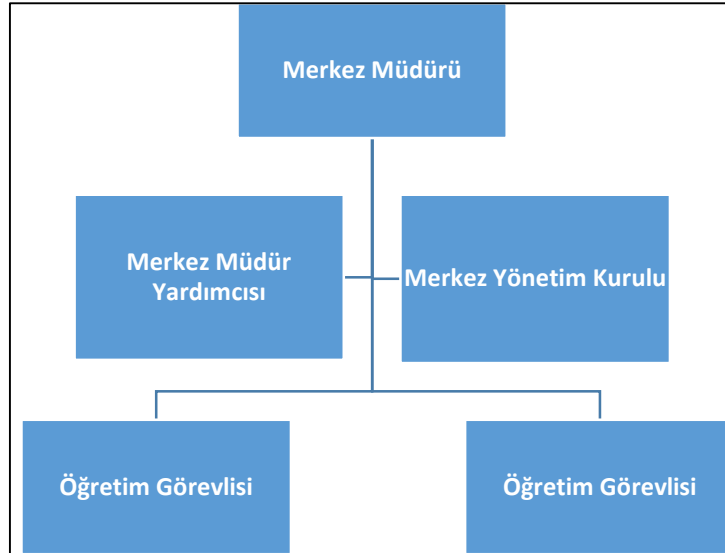 Merkez Müdürü
Merkez Müdür
Yardımcısı
Merkez Yönetim Kurulu
Öğretim Görevlisi
Öğretim Görevlisi